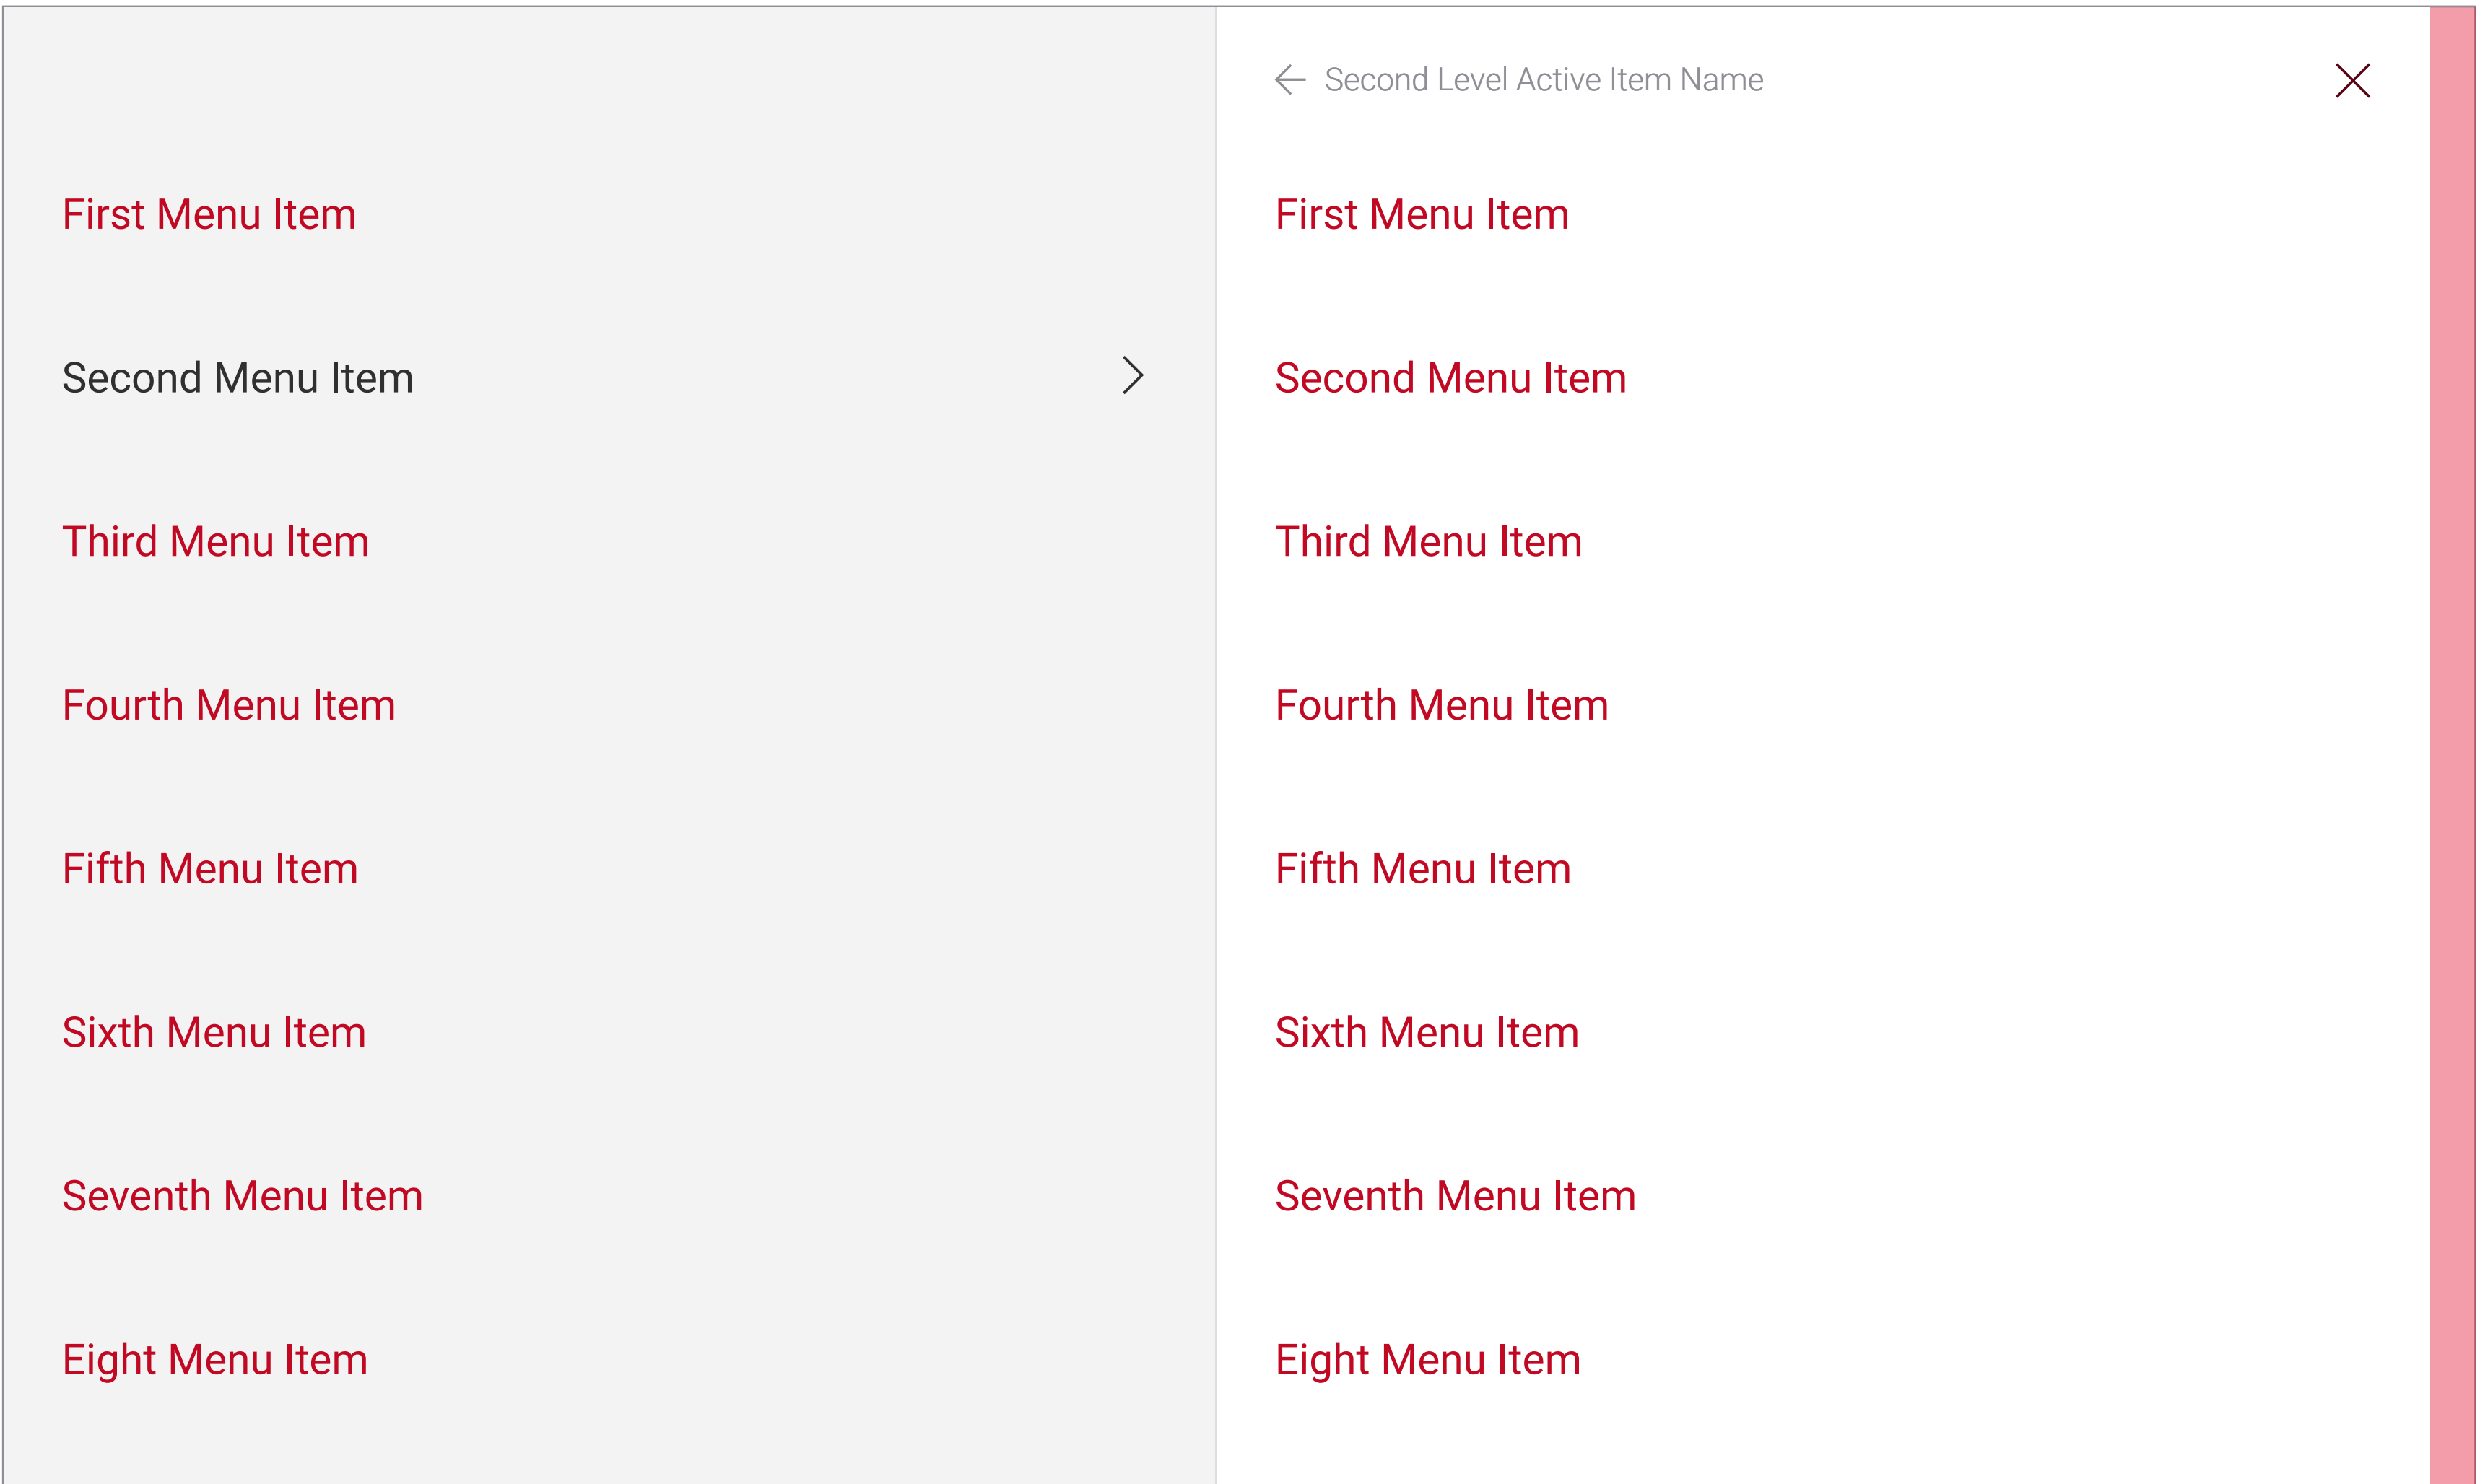 First Menu Item
Second Menu Item
Third Menu Item
Fourth Menu Item
Fifth Menu Item
Sixth Menu Item
Seventh Menu Item
Eight Menu Item
Second Level Active Item Name
First Menu Item
Second Menu Item
Third Menu Item
Fourth Menu Item
Fifth Menu Item
Sixth Menu Item
Seventh Menu Item
Eight Menu Item